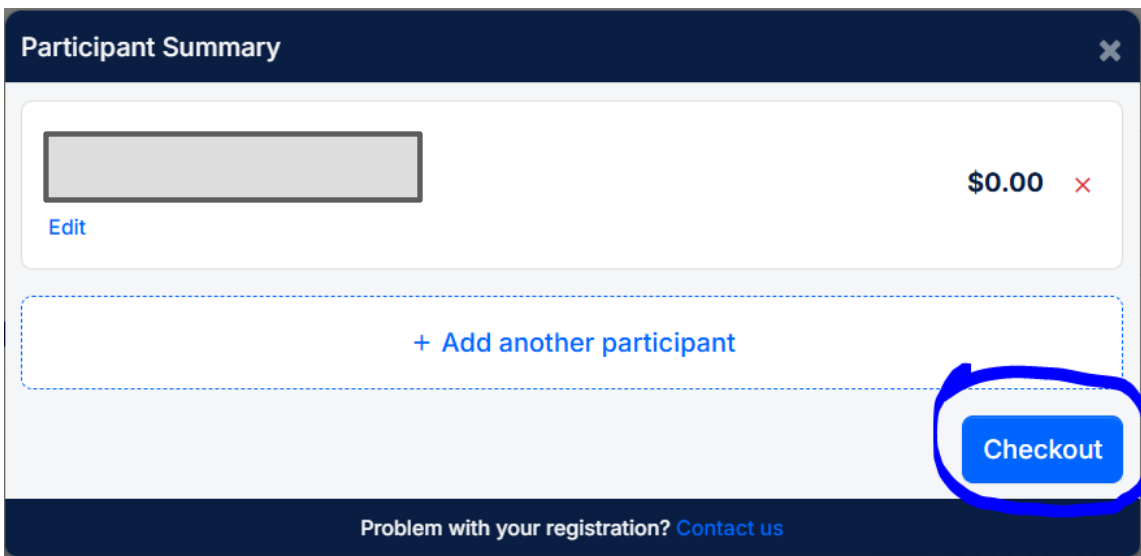 Participant Summary
$0.00
Edit
+ Add another participant
Checkout
Problem with your registration? Contact us